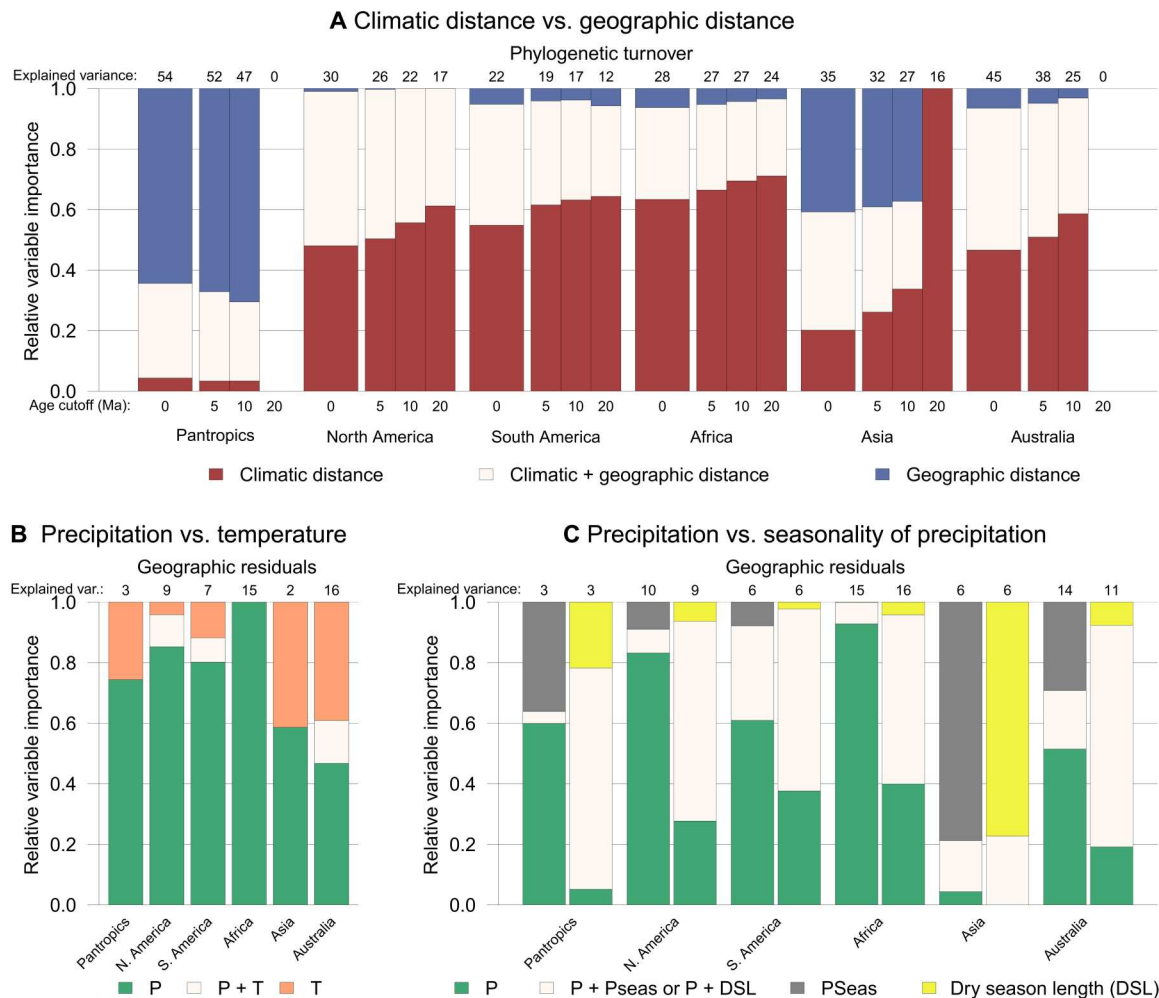 A Climatic distance vs. geographic distance
Phylogenetic turnover
Explained variance: 54 52 47 0 30 26 22 17 22 19 17 12 28 27 27 24 35 32 27 16 45 38 25 0
1.0
0.8
0.6
0.4
0.2
0.0
Relative variable importance
Age cutoff (Ma): 0 5 10 20 0 5 10 20 0 5 10 20 0 5 10 20 0 5 10 20 0 5 10 20
Pantropics North America South America Africa Asia Australia
Climatic distance Climatic + geographic distance Geographic distance
B Precipitation vs. temperature
Geographic residuals
Explained var.: 3 9 7 15 2 16
1.0
0.8
0.6
0.4
0.2
0.0
Relative variable importance
Pantropics N. America S. America Africa Asia Australia
P P + T T
C Precipitation vs. seasonality of precipitation
Geographic residuals
Explained variance: 3 3 10 9 6 6 15 16 6 6 14 11
1.0
0.8
0.6
0.4
0.2
0.0
Relative variable importance
Pantropics N. America S. America Africa Asia Australia
P P + Pseas or P + DSL PSeas Dry season length (DSL)